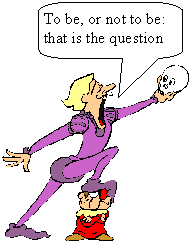 To be, or not to be:
that is the question